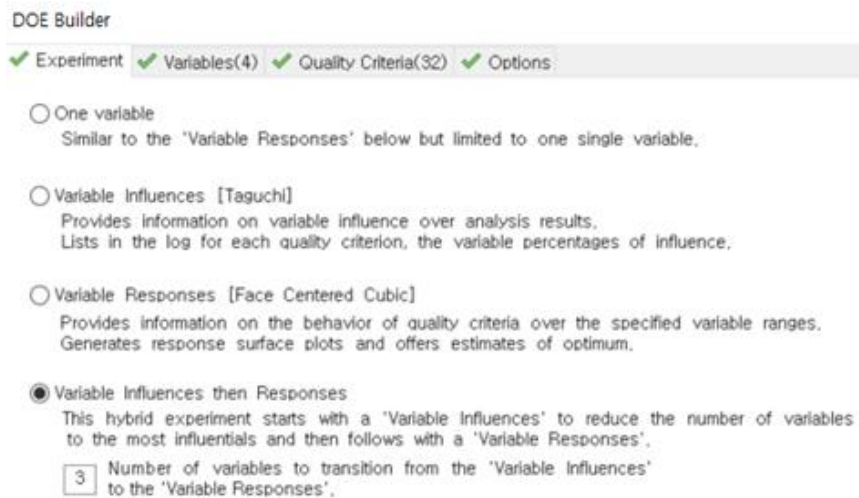 DOE Builder
Experiment Variables(4) Quality Criteria(32) Options
One variable
Similar to the 'Variable Responses' below but limited to one single variable,
Variable Influences [Taguchi]
Provides information on variable influence over analysis results,
Lists in the log for each quality criterion, the variable percentages of influence,
Variable Responses [Face Centered Cubic]
Provides information on the behavior of quality criteria over the specified variable ranges,
Generates response surface plots and offers estimates of optimum,
Variable Influences then Responses
This hybrid experiment starts with a 'Variable Influences' to reduce the number of variables
to the most influentials and then follows with a 'Variable Responses',
3 Number of variables to transition from the 'Variable Influences'
to the 'Variable Responses',